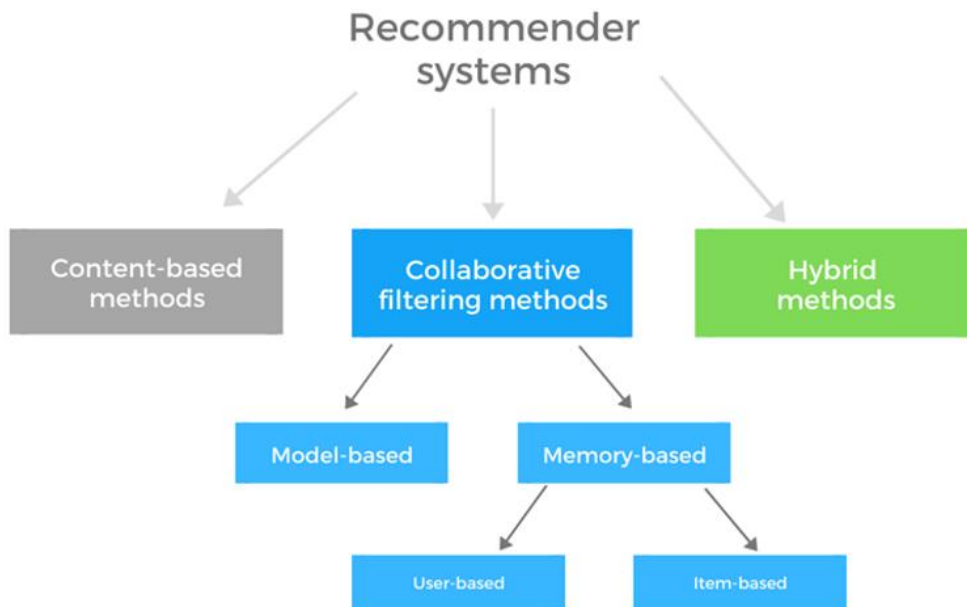 Recommender
systems
Content-based
methods
Collaborative
filtering methods
Hybrid
methods
Model-based
Memory-based
User-based
Item-based